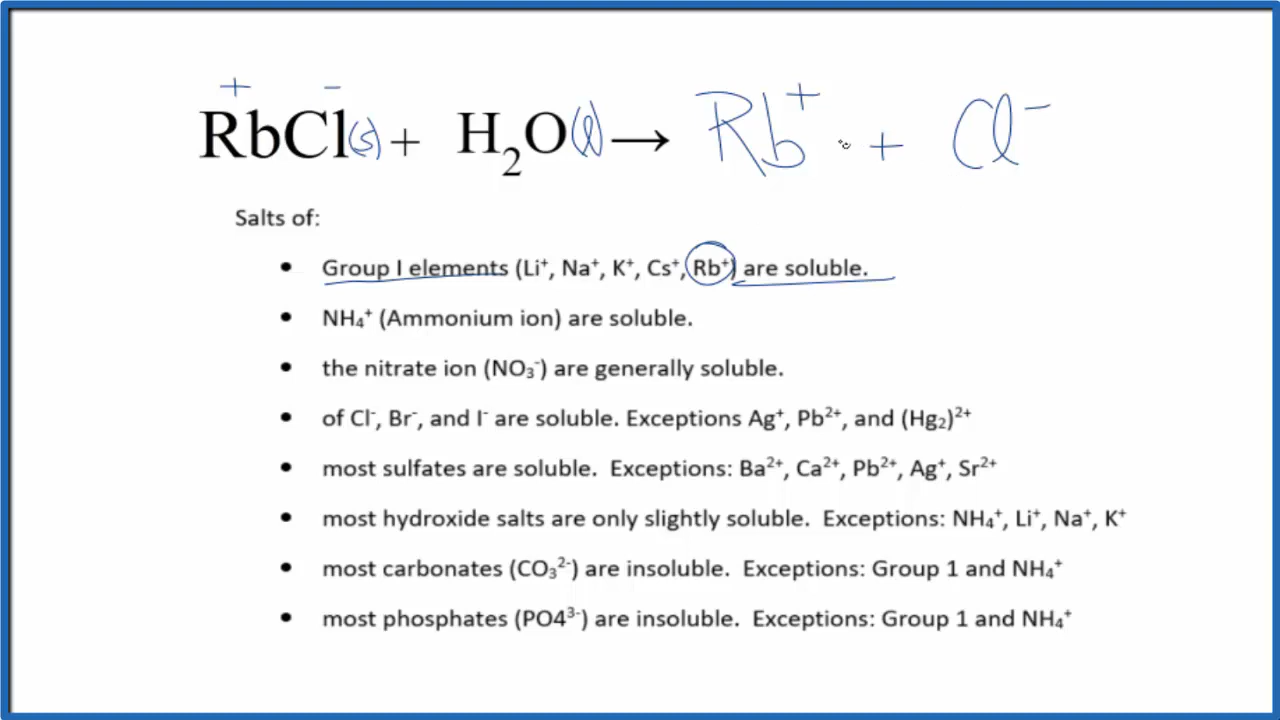 + −
RbCl(s) + H₂O(l) → Rb⁺ + Cl⁻
Salts of:
• Group I elements (Li⁺, Na⁺, K⁺, Cs⁺, Rb⁺) are soluble.
• NH₄⁺ (Ammonium ion) are soluble.
• the nitrate ion (NO₃⁻) are generally soluble.
• of Cl⁻, Br⁻, and I⁻ are soluble. Exceptions Ag⁺, Pb²⁺, and (Hg₂)²⁺
• most sulfates are soluble. Exceptions: Ba²⁺, Ca²⁺, Pb²⁺, Ag⁺, Sr²⁺
• most hydroxide salts are only slightly soluble. Exceptions: NH₄⁺, Li⁺, Na⁺, K⁺
• most carbonates (CO₃²⁻) are insoluble. Exceptions: Group 1 and NH₄⁺
• most phosphates (PO4³⁻) are insoluble. Exceptions: Group 1 and NH₄⁺